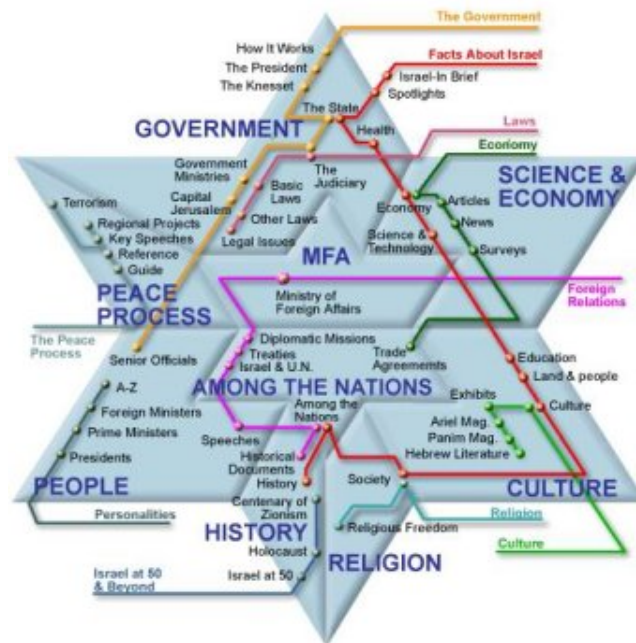 The Government
How It Works
Facts About Israel
The President
Israel-In Brief
The Knesset
Spotlights
The State
GOVERNMENT
Health
Laws
Economy
Government
Ministries
The
Judiciary
SCIENCE &
ECONOMY
Basic
Laws
Capital
Jerusalem
Terrorism
Economy
Articles
Other Laws
News
Regional Projects
Key Speeches
Legal Issues
Science &
Technology
Surveys
Reference
MFA
Guide
PEACE
PROCESS
Ministry of
Foreign Affairs
Foreign
Relations
The Peace
Process
Diplomatic Missions
Senior Officials
Treaties
Israel & U.N.
Trade
Agreements
Education
AMONG THE NATIONS
Land & people
A-Z
Exhibits
Culture
Foreign Ministers
Among the
Nations
Ariel Mag.
Prime Ministers
Speeches
Panim Mag.
Hebrew Literature
Presidents
Historical
Documents
PEOPLE
History
Society
CULTURE
Centenary of
Zionism
Personalities
HISTORY
Religious Freedom
Religion
Holocaust
RELIGION
Culture
Israel at 50
& Beyond
Israel at 50